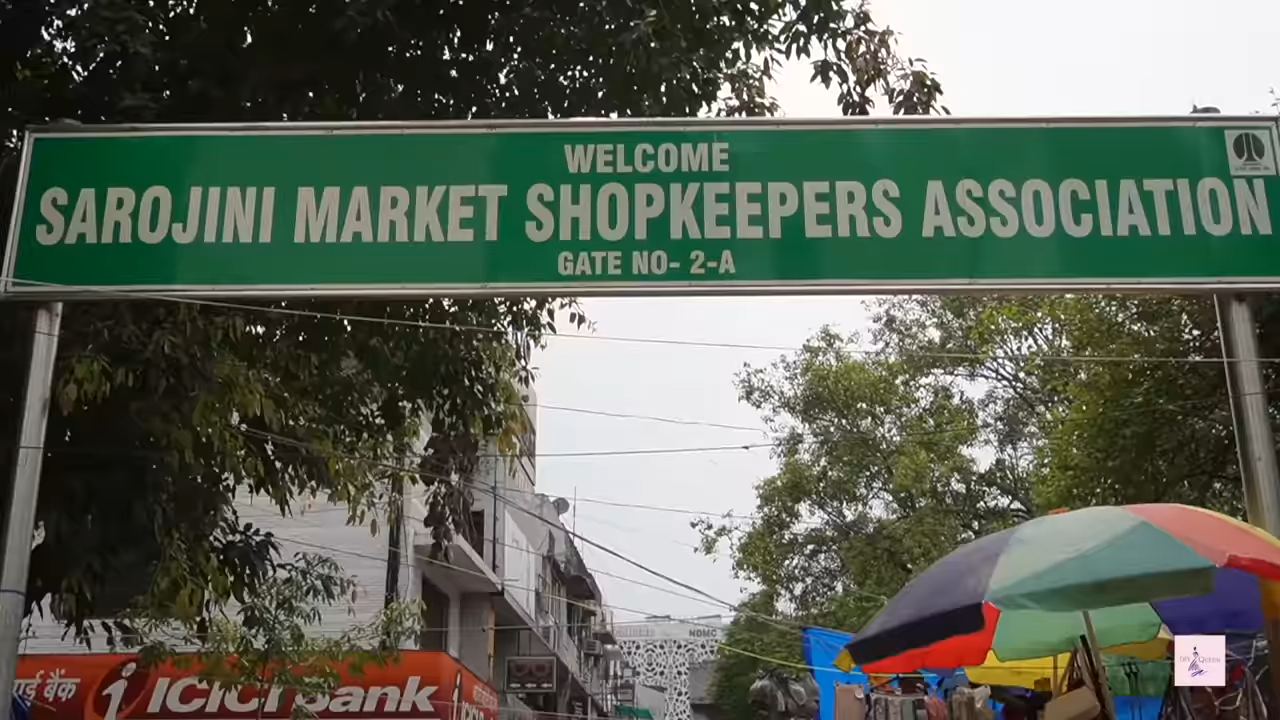 WELCOME
SAROJINI MARKET SHOPKEEPERS ASSOCIATION
GATE NO- 2-A
NDMC
बैंक
ICICI Bank